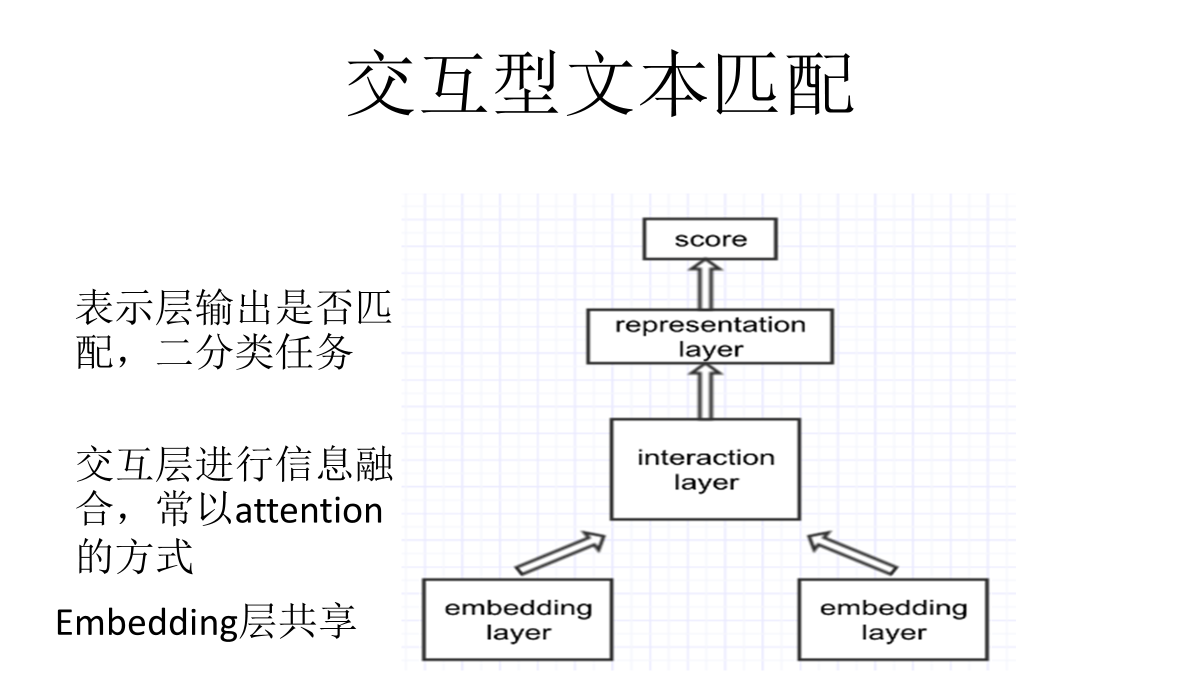 交互型文本匹配
score
表示层输出是否匹
配，二分类任务
representation
layer
交互层进行信息融
合，常以attention
的方式
interaction
layer
Embedding层共享
embedding
layer
embedding
layer